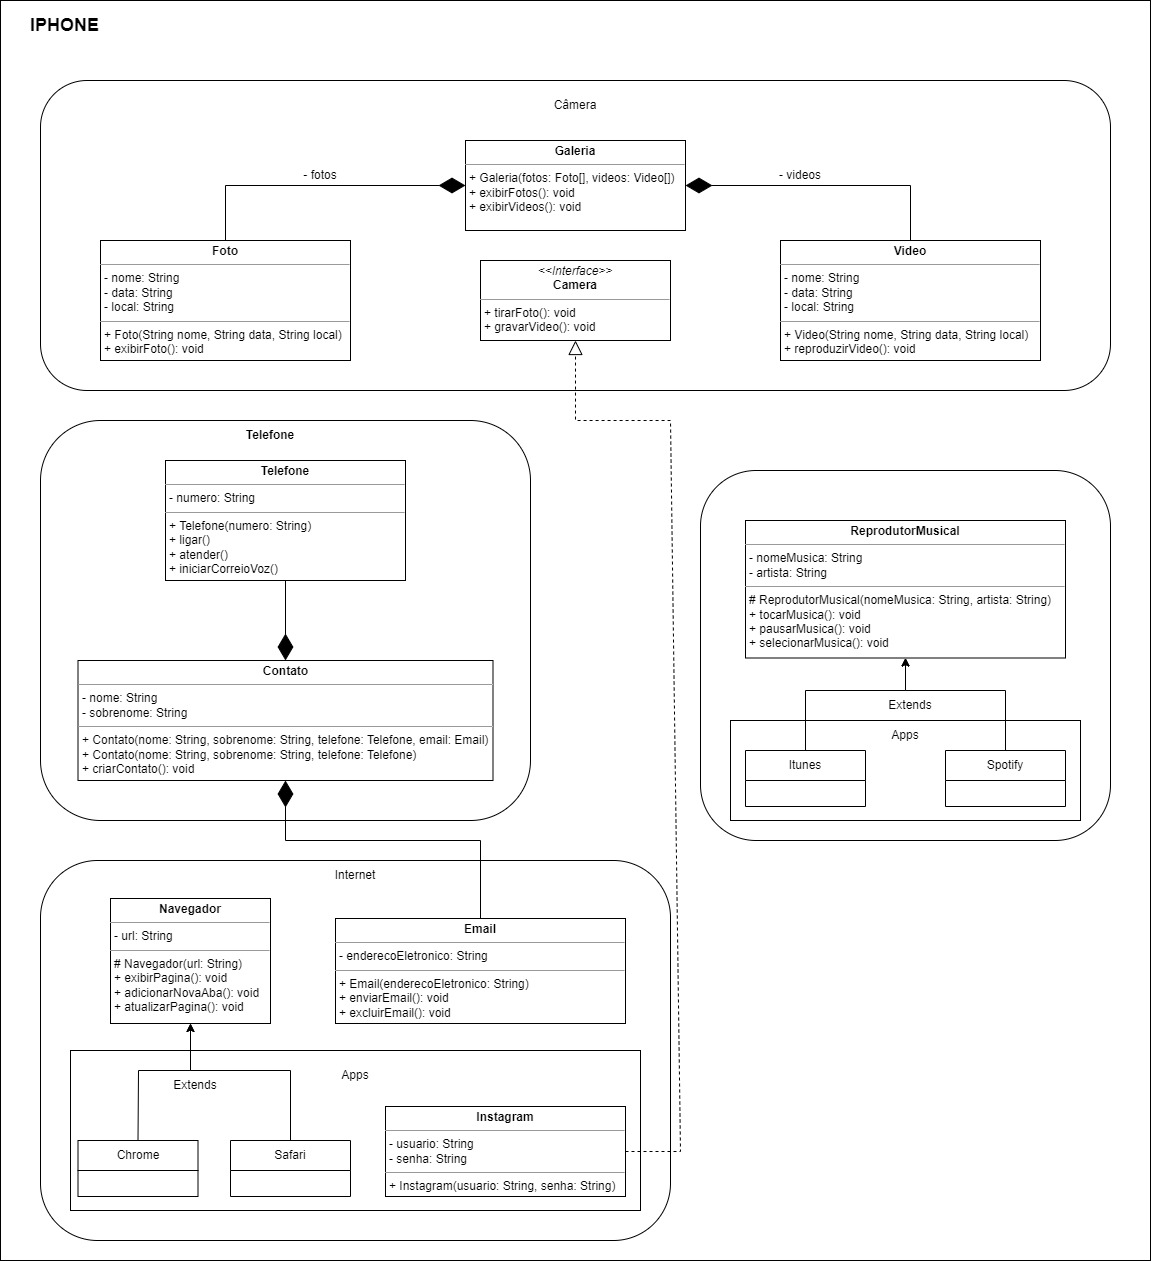 IPHONE
Câmera
Galeria
+ Galeria(fotos: Foto[], videos: Video[])
+ exibirFotos(): void
+ exibirVideos(): void
- fotos
- videos
Foto
- nome: String
- data: String
- local: String
+ Foto(String nome, String data, String local)
+ exibirFoto(): void
<<Interface>>
Camera
+ tirarFoto(): void
+ gravarVideo(): void
Video
- nome: String
- data: String
- local: String
+ Video(String nome, String data, String local)
+ reproduzirVideo(): void
Telefone
Telefone
- numero: String
+ Telefone(numero: String)
+ ligar()
+ atender()
+ iniciarCorreioVoz()
Contato
- nome: String
- sobrenome: String
+ Contato(nome: String, sobrenome: String, telefone: Telefone, email: Email)
+ Contato(nome: String, sobrenome: String, telefone: Telefone)
+ criarContato(): void
ReprodutorMusical
- nomeMusica: String
- artista: String
# ReprodutorMusical(nomeMusica: String, artista: String)
+ tocarMusica(): void
+ pausarMusica(): void
+ selecionarMusica(): void
Extends
Apps
Itunes
Spotify
Internet
Navegador
- url: String
# Navegador(url: String)
+ exibirPagina(): void
+ adicionarNovaAba(): void
+ atualizarPagina(): void
Email
- enderecoEletronico: String
+ Email(enderecoEletronico: String)
+ enviarEmail(): void
+ excluirEmail(): void
Extends
Apps
Chrome
Safari
Instagram
- usuario: String
- senha: String
+ Instagram(usuario: String, senha: String)